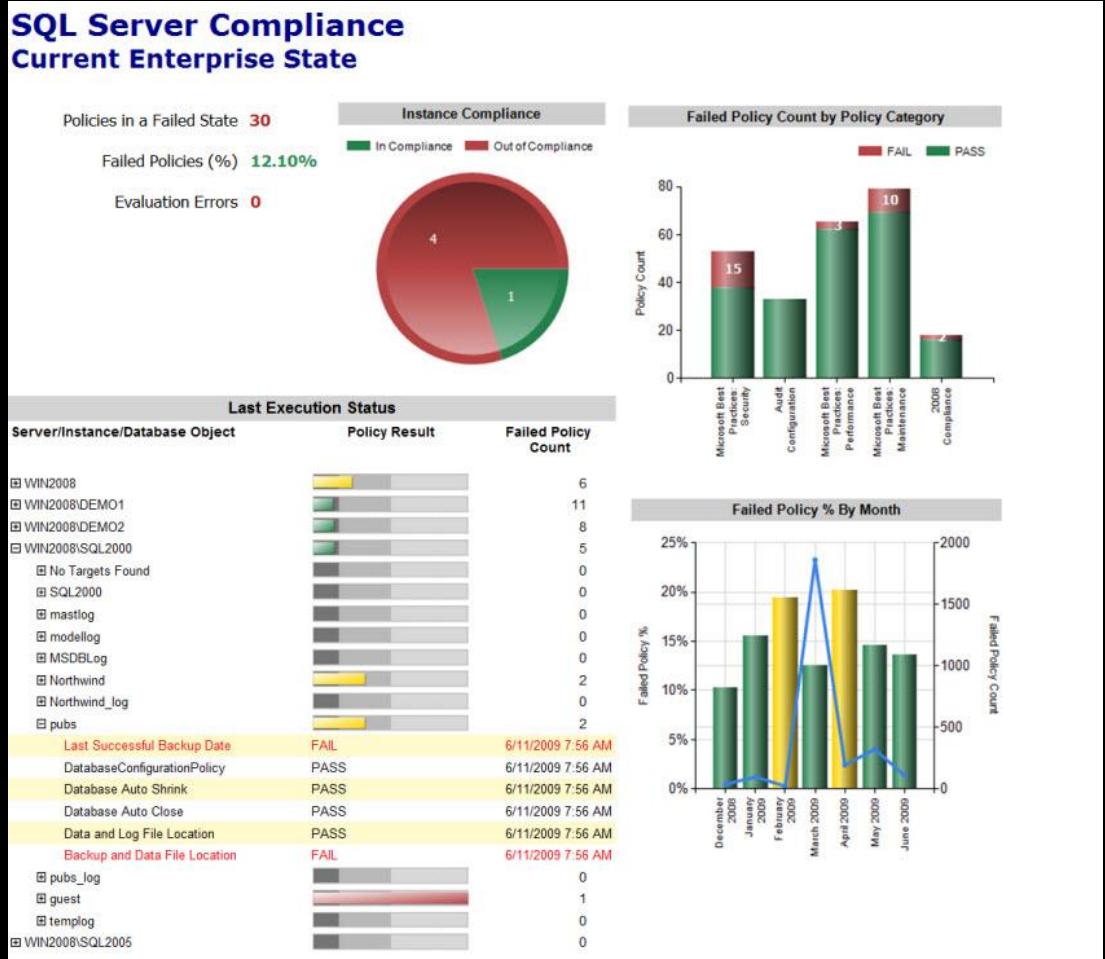 SQL Server Compliance
Current Enterprise State
Policies in a Failed State 30
Failed Policies (%) 12.10%
Evaluation Errors 0
Instance Compliance
In Compliance Out of Compliance
4
1
Failed Policy Count by Policy Category
FAIL PASS
Policy Count
80
60
40
20
0
15
3
10
2
Microsoft Best
Practices:
Security
Audit
Configuration
Microsoft Best
Practices:
Performance
Microsoft Best
Practices:
Maintenance
2008
Compliance
Last Execution Status
Server/Instance/Database Object Policy Result Failed Policy
Count
WIN2008 6
WIN2008\DEMO1 11
WIN2008\DEMO2 8
WIN2008\SQL2000 5
No Targets Found 0
SQL2000 0
mastlog 0
modellog 0
MSDBLog 0
Northwind 2
Northwind_log 0
pubs 2
Last Successful Backup Date FAIL 6/11/2009 7:56 AM
DatabaseConfigurationPolicy PASS 6/11/2009 7:56 AM
Database Auto Shrink PASS 6/11/2009 7:56 AM
Database Auto Close PASS 6/11/2009 7:56 AM
Data and Log File Location PASS 6/11/2009 7:56 AM
Backup and Data File Location FAIL 6/11/2009 7:56 AM
pubs_log 0
guest 1
templog 0
WIN2008\SQL2005 0
Failed Policy % By Month
Failed Policy %
25%
20%
15%
10%
5%
0%
2000
1500
1000
500
0
Failed Policy Count
December
2008
January
2009
February
2009
March 2009
April 2009
May 2009
June 2009